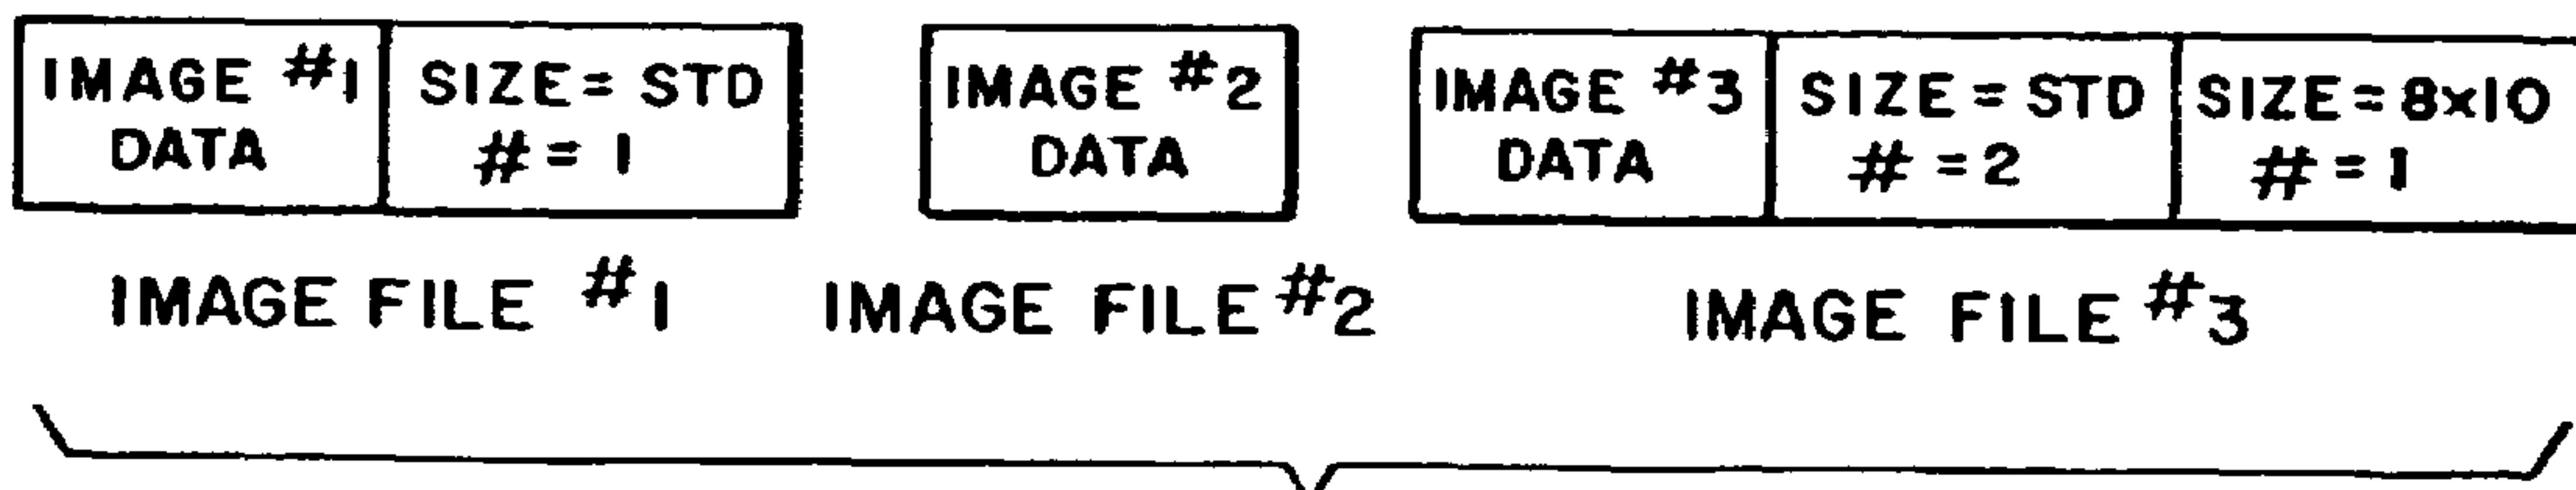 IMAGE #1 DATA
SIZE = STD # = 1
IMAGE #2 DATA
IMAGE #3 DATA
SIZE = STD # = 2
SIZE = 8x10 # = 1
IMAGE FILE #1
IMAGE FILE #2
IMAGE FILE #3